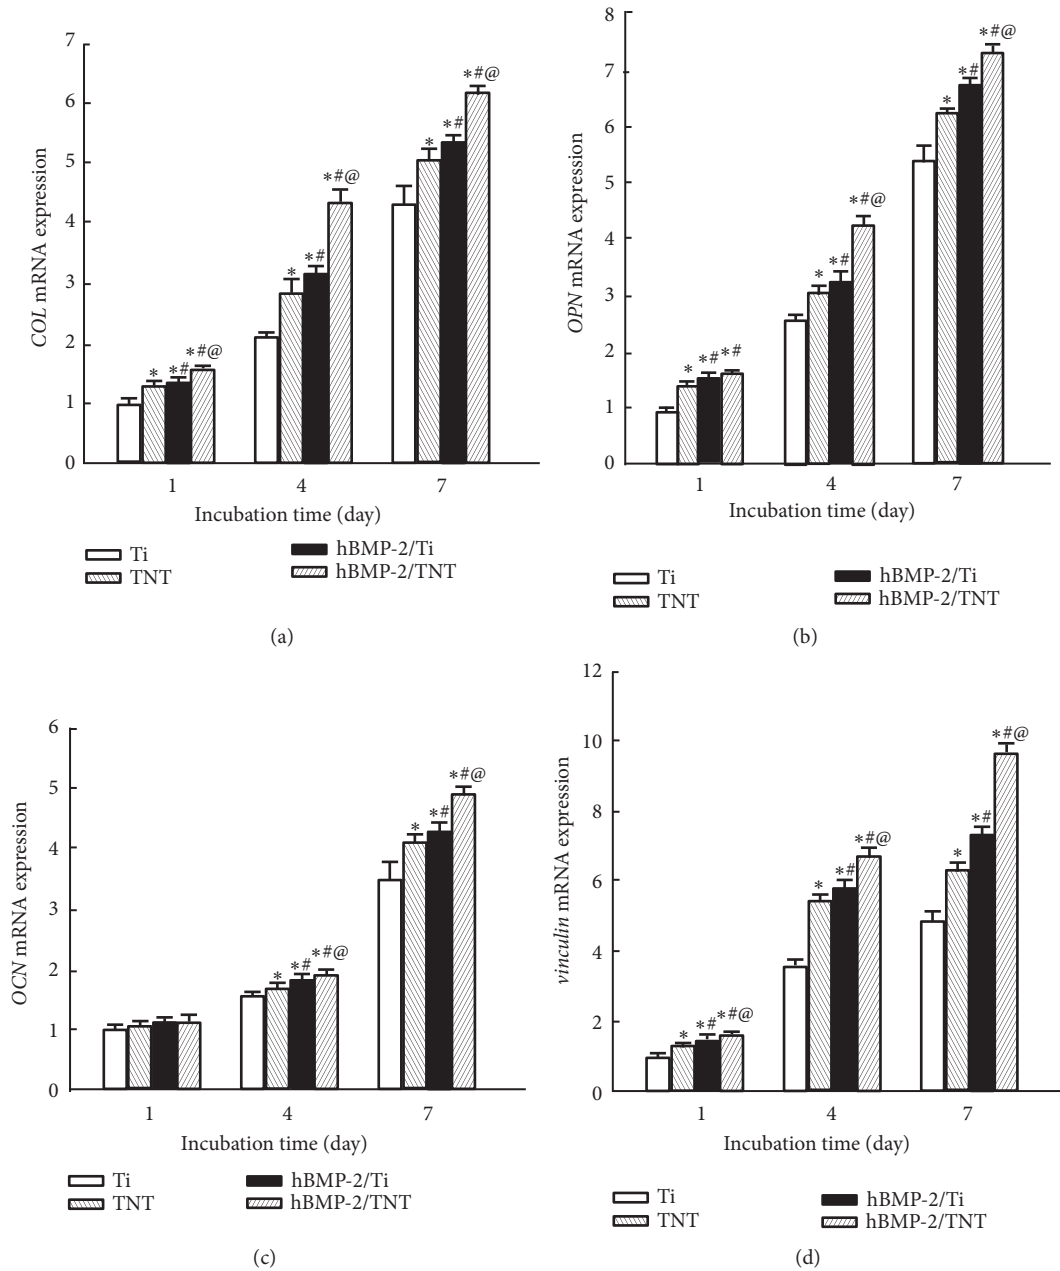 7
6
5
4
3
2
1
0
COL mRNA expression
*
*#
*#@
*
*#
*#@
*
*#
*#@
1 4 7
Incubation time (day)
Ti hBMP-2/Ti
TNT hBMP-2/TNT
(a)
8
7
6
5
4
3
2
1
0
OPN mRNA expression
*
*#
*#
*
*#
*#@
*
*#
*#@
1 4 7
Incubation time (day)
Ti hBMP-2/Ti
TNT hBMP-2/TNT
(b)
6
5
4
3
2
1
0
OCN mRNA expression
*
*#
*#@
*
*#
*#@
1 4 7
Incubation time (day)
Ti hBMP-2/Ti
TNT hBMP-2/TNT
(c)
12
10
8
6
4
2
0
vinculin mRNA expression
*
*#
*#@
*
*#
*#@
*
*#
*#@
1 4 7
Incubation time (day)
Ti hBMP-2/Ti
TNT hBMP-2/TNT
(d)